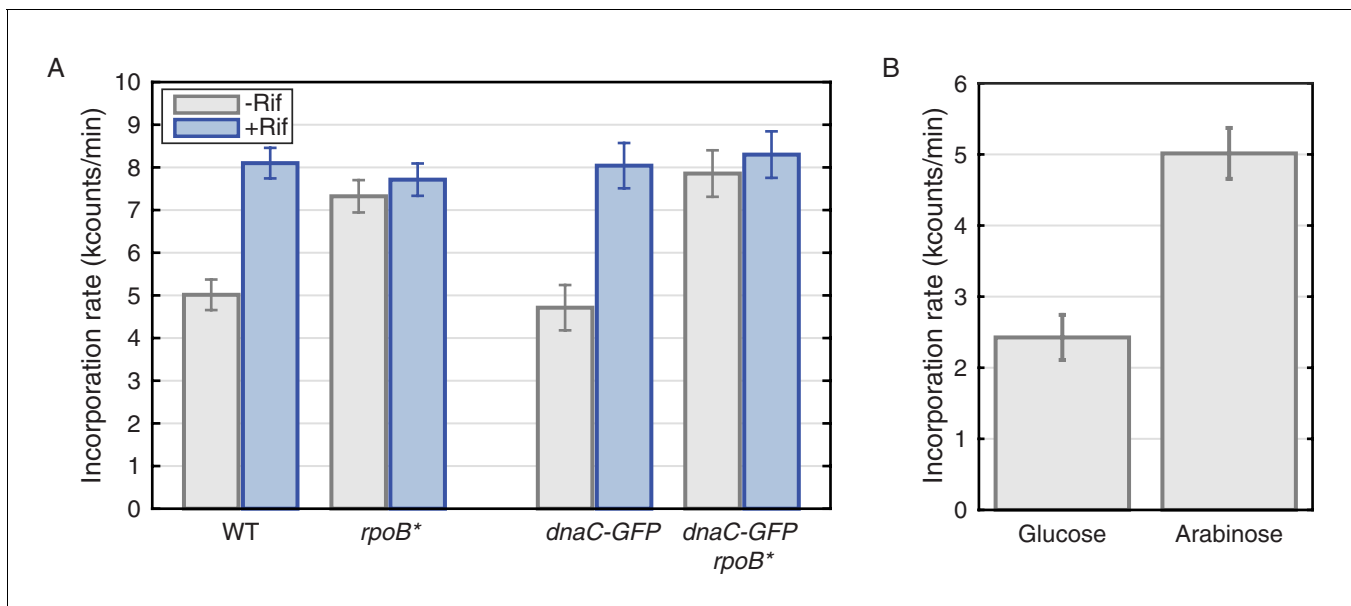 A
Incorporation rate (kcounts/min)
10
9
8
7
6
5
4
3
2
1
0
-Rif
+Rif
WT
rpoB*
dnaC-GFP
dnaC-GFP
rpoB*
B
Incorporation rate (kcounts/min)
6
5
4
3
2
1
0
Glucose
Arabinose